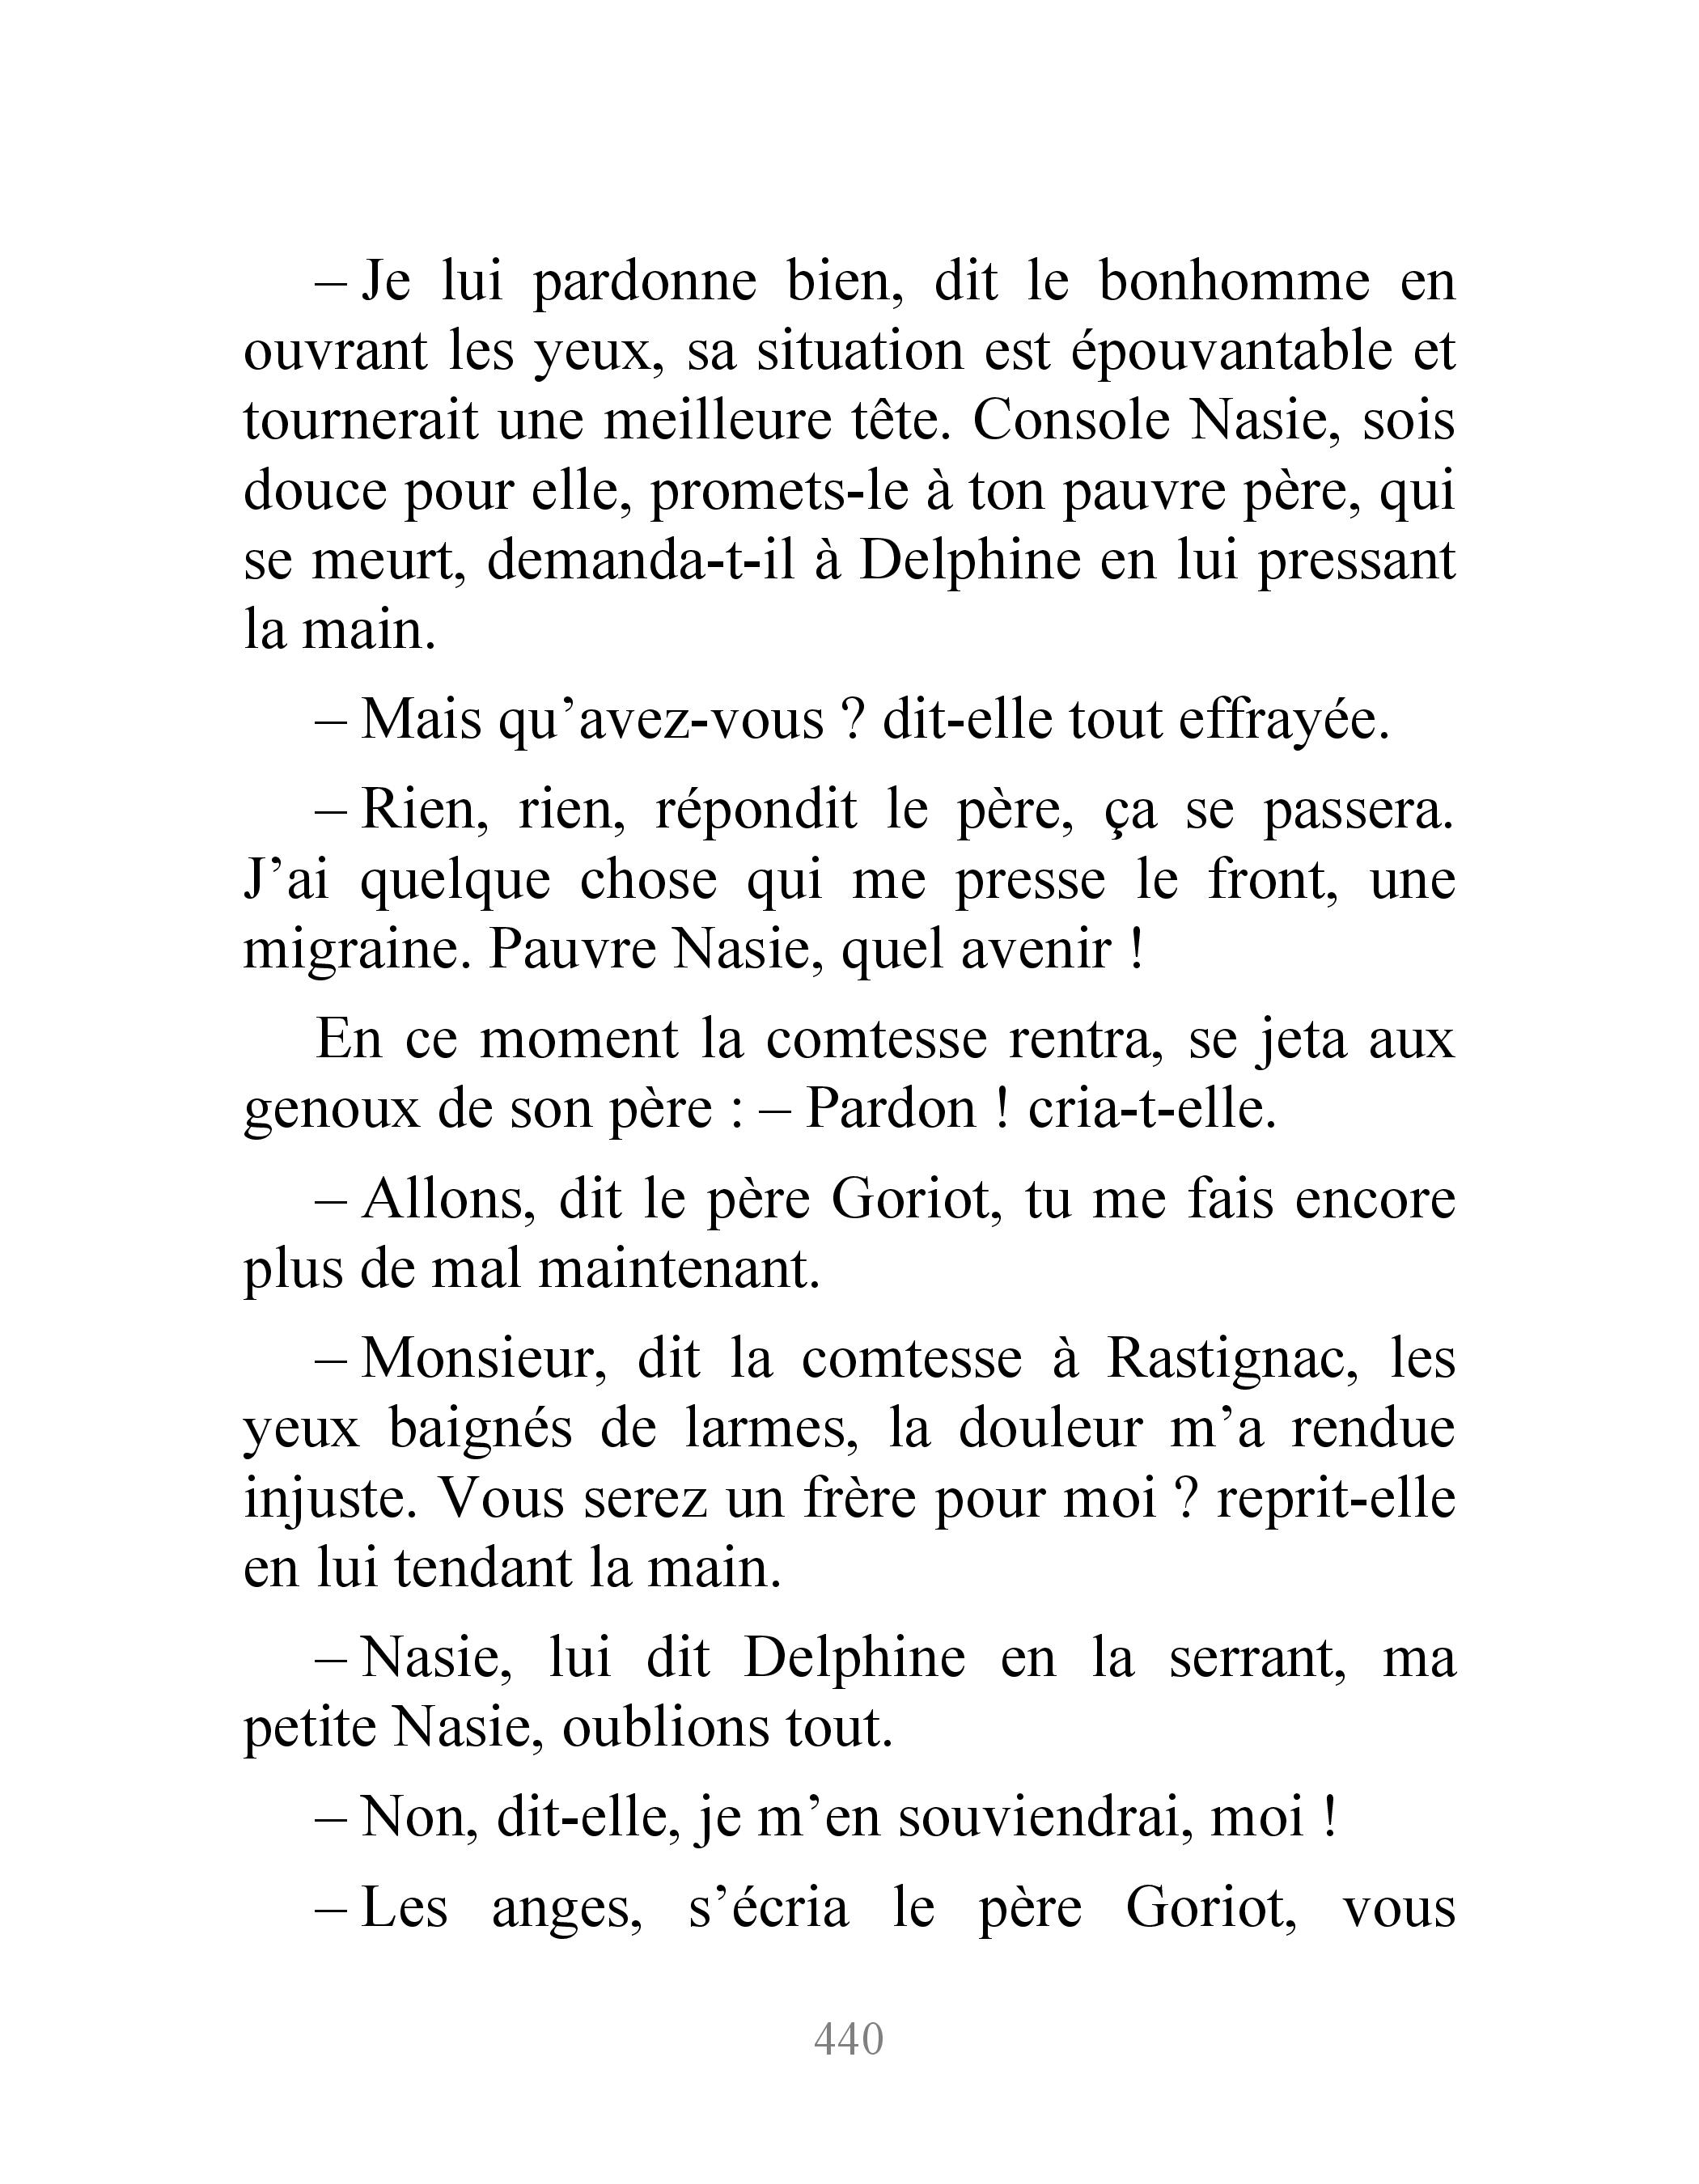 – Je lui pardonne bien, dit le bonhomme en
ouvrant les yeux, sa situation est épouvantable et
tournerait une meilleure tête. Console Nasie, sois
douce pour elle, promets-le à ton pauvre père, qui
se meurt, demanda-t-il à Delphine en lui pressant
la main.
– Mais qu’avez-vous ? dit-elle tout effrayée.
– Rien, rien, répondit le père, ça se passera.
J’ai quelque chose qui me presse le front, une
migraine. Pauvre Nasie, quel avenir !
En ce moment la comtesse rentra, se jeta aux
genoux de son père : – Pardon ! cria-t-elle.
– Allons, dit le père Goriot, tu me fais encore
plus de mal maintenant.
– Monsieur, dit la comtesse à Rastignac, les
yeux baignés de larmes, la douleur m’a rendue
injuste. Vous serez un frère pour moi ? reprit-elle
en lui tendant la main.
– Nasie, lui dit Delphine en la serrant, ma
petite Nasie, oublions tout.
– Non, dit-elle, je m’en souviendrai, moi !
– Les anges, s’écria le père Goriot, vous
440